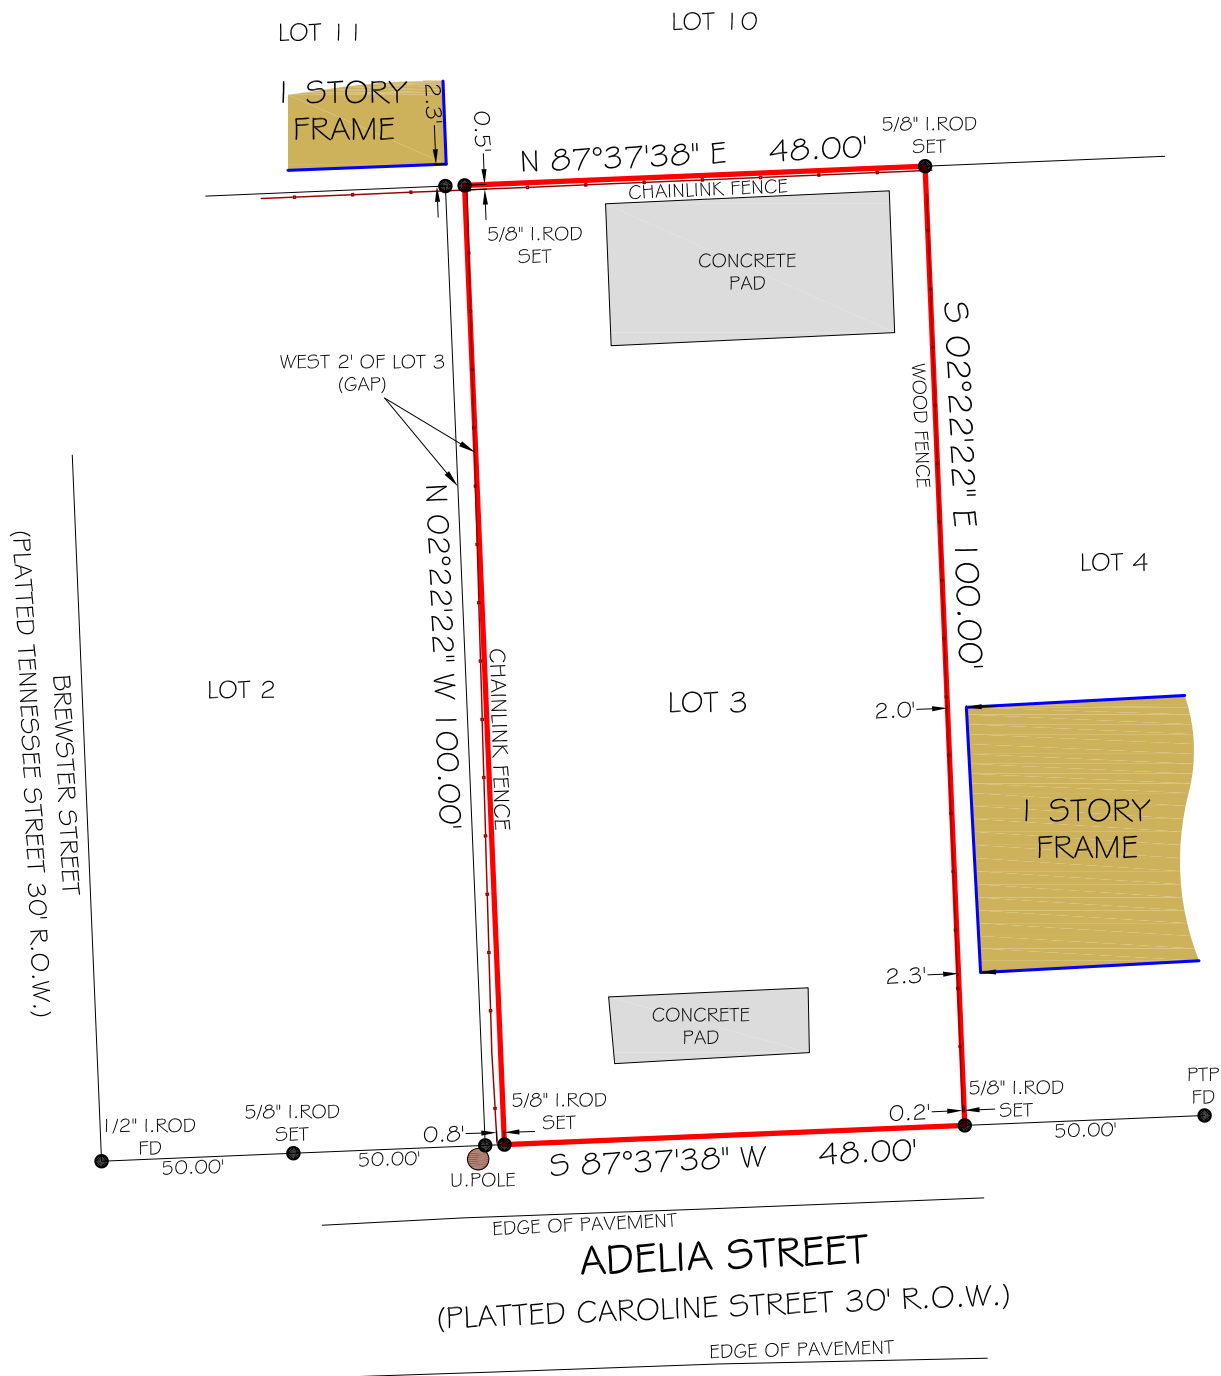 LOT 11
LOT 10
1 STORY
FRAME
2.3'
0.5'
N 87°37'38" E 48.00'
5/8" I.ROD
SET
CHAINLINK FENCE
5/8" I.ROD
SET
CONCRETE
PAD
WEST 2' OF LOT 3
(GAP)
S 02°22'22" E 100.00'
WOOD FENCE
N 02°22'22" W 100.00'
CHAINLINK FENCE
LOT 4
LOT 2
LOT 3
2.0'
BREWSTER STREET
(PLATTED TENNESSEE STREET 30' R.O.W.)
1 STORY
FRAME
2.3'
CONCRETE
PAD
1/2" I.ROD
FD
50.00'
5/8" I.ROD
SET
50.00'
0.8'
5/8" I.ROD
SET
U.POLE
S 87°37'38" W 48.00'
0.2'
5/8" I.ROD
SET
50.00'
PTP
FD
EDGE OF PAVEMENT
ADELIA STREET
(PLATTED CAROLINE STREET 30' R.O.W.)
EDGE OF PAVEMENT